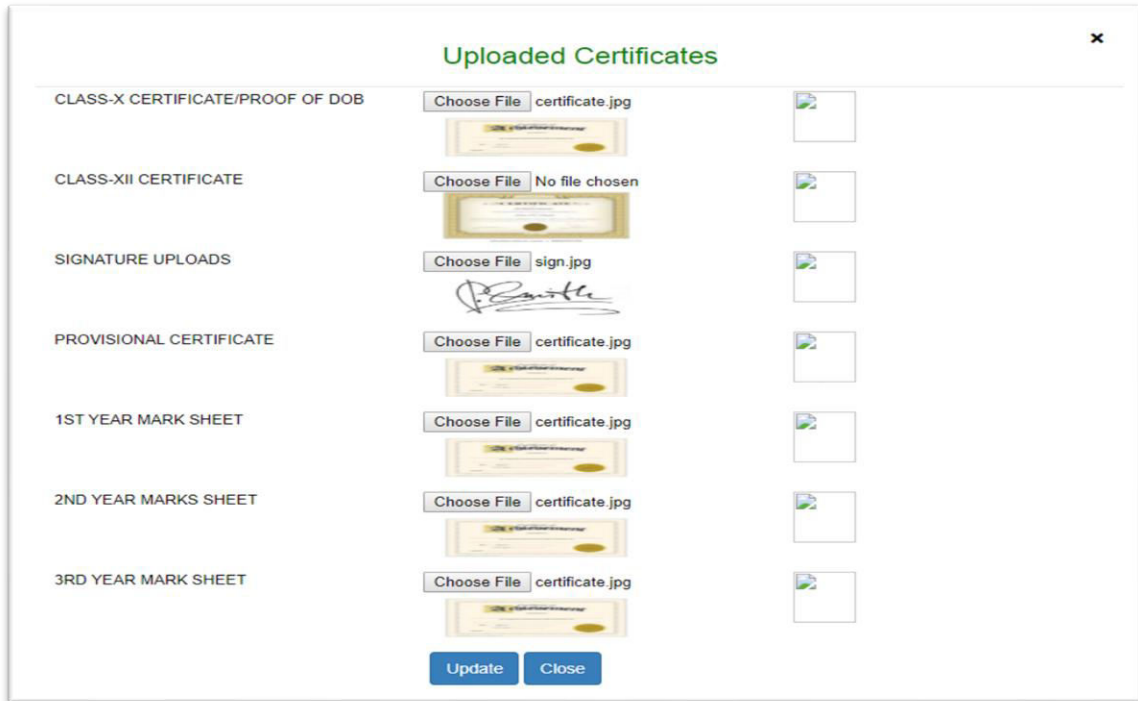 ×
Uploaded Certificates
CLASS-X CERTIFICATE/PROOF OF DOB Choose File certificate.jpg
CLASS-XII CERTIFICATE Choose File No file chosen
SIGNATURE UPLOADS Choose File sign.jpg
Smith
PROVISIONAL CERTIFICATE Choose File certificate.jpg
1ST YEAR MARK SHEET Choose File certificate.jpg
2ND YEAR MARKS SHEET Choose File certificate.jpg
3RD YEAR MARK SHEET Choose File certificate.jpg
Update Close